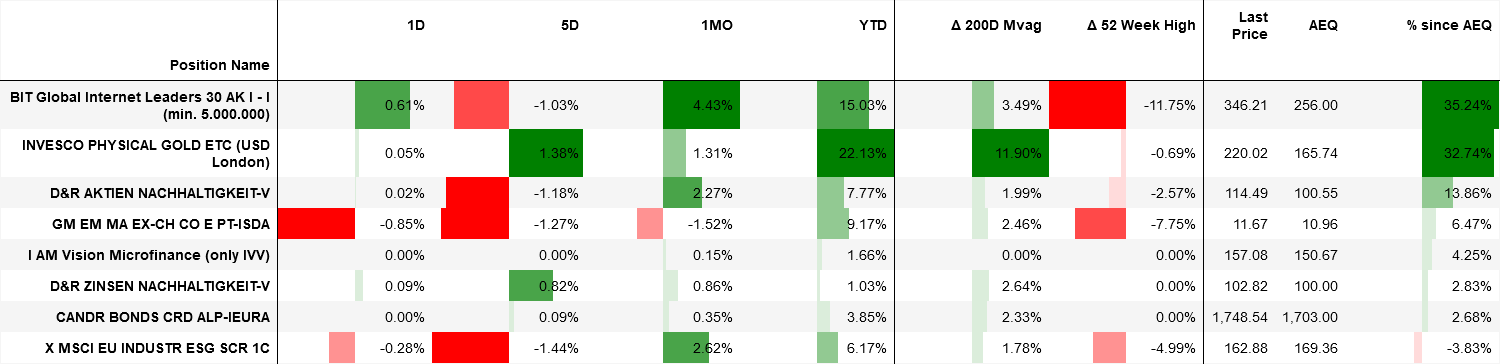 Position Name 1D 5D 1MO YTD Δ 200D Mvag Δ 52 Week High Last Price AEQ % since AEQ
BIT Global Internet Leaders 30 AK I - I
(min. 5.000.000) 0.61% -1.03% 4.43% 15.03% 3.49% -11.75% 346.21 256.00 35.24%
INVESCO PHYSICAL GOLD ETC (USD
London) 0.05% 1.38% 1.31% 22.13% 11.90% -0.69% 220.02 165.74 32.74%
D&R AKTIEN NACHHALTIGKEIT-V 0.02% -1.18% 2.27% 7.77% 1.99% -2.57% 114.49 100.55 13.86%
GM EM MA EX-CH CO E PT-ISDA -0.85% -1.27% -1.52% 9.17% 2.46% -7.75% 11.67 10.96 6.47%
I AM Vision Microfinance (only IVV) 0.00% 0.00% 0.15% 1.66% 0.00% 0.00% 157.08 150.67 4.25%
D&R ZINSEN NACHHALTIGKEIT-V 0.09% 0.82% 0.86% 1.03% 2.64% 0.00% 102.82 100.00 2.83%
CANDR BONDS CRD ALP-IEURA 0.00% 0.09% 0.35% 3.85% 2.33% 0.00% 1,748.54 1,703.00 2.68%
X MSCI EU INDUSTR ESG SCR 1C -0.28% -1.44% 2.62% 6.17% 1.78% -4.99% 162.88 169.36 -3.83%